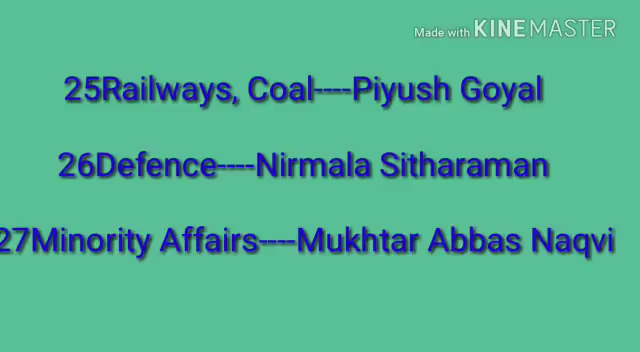 Made with KINEMASTER
25Railways, Coal----Piyush Goyal
26Defence----Nirmala Sitharaman
27Minority Affairs----Mukhtar Abbas Naqvi